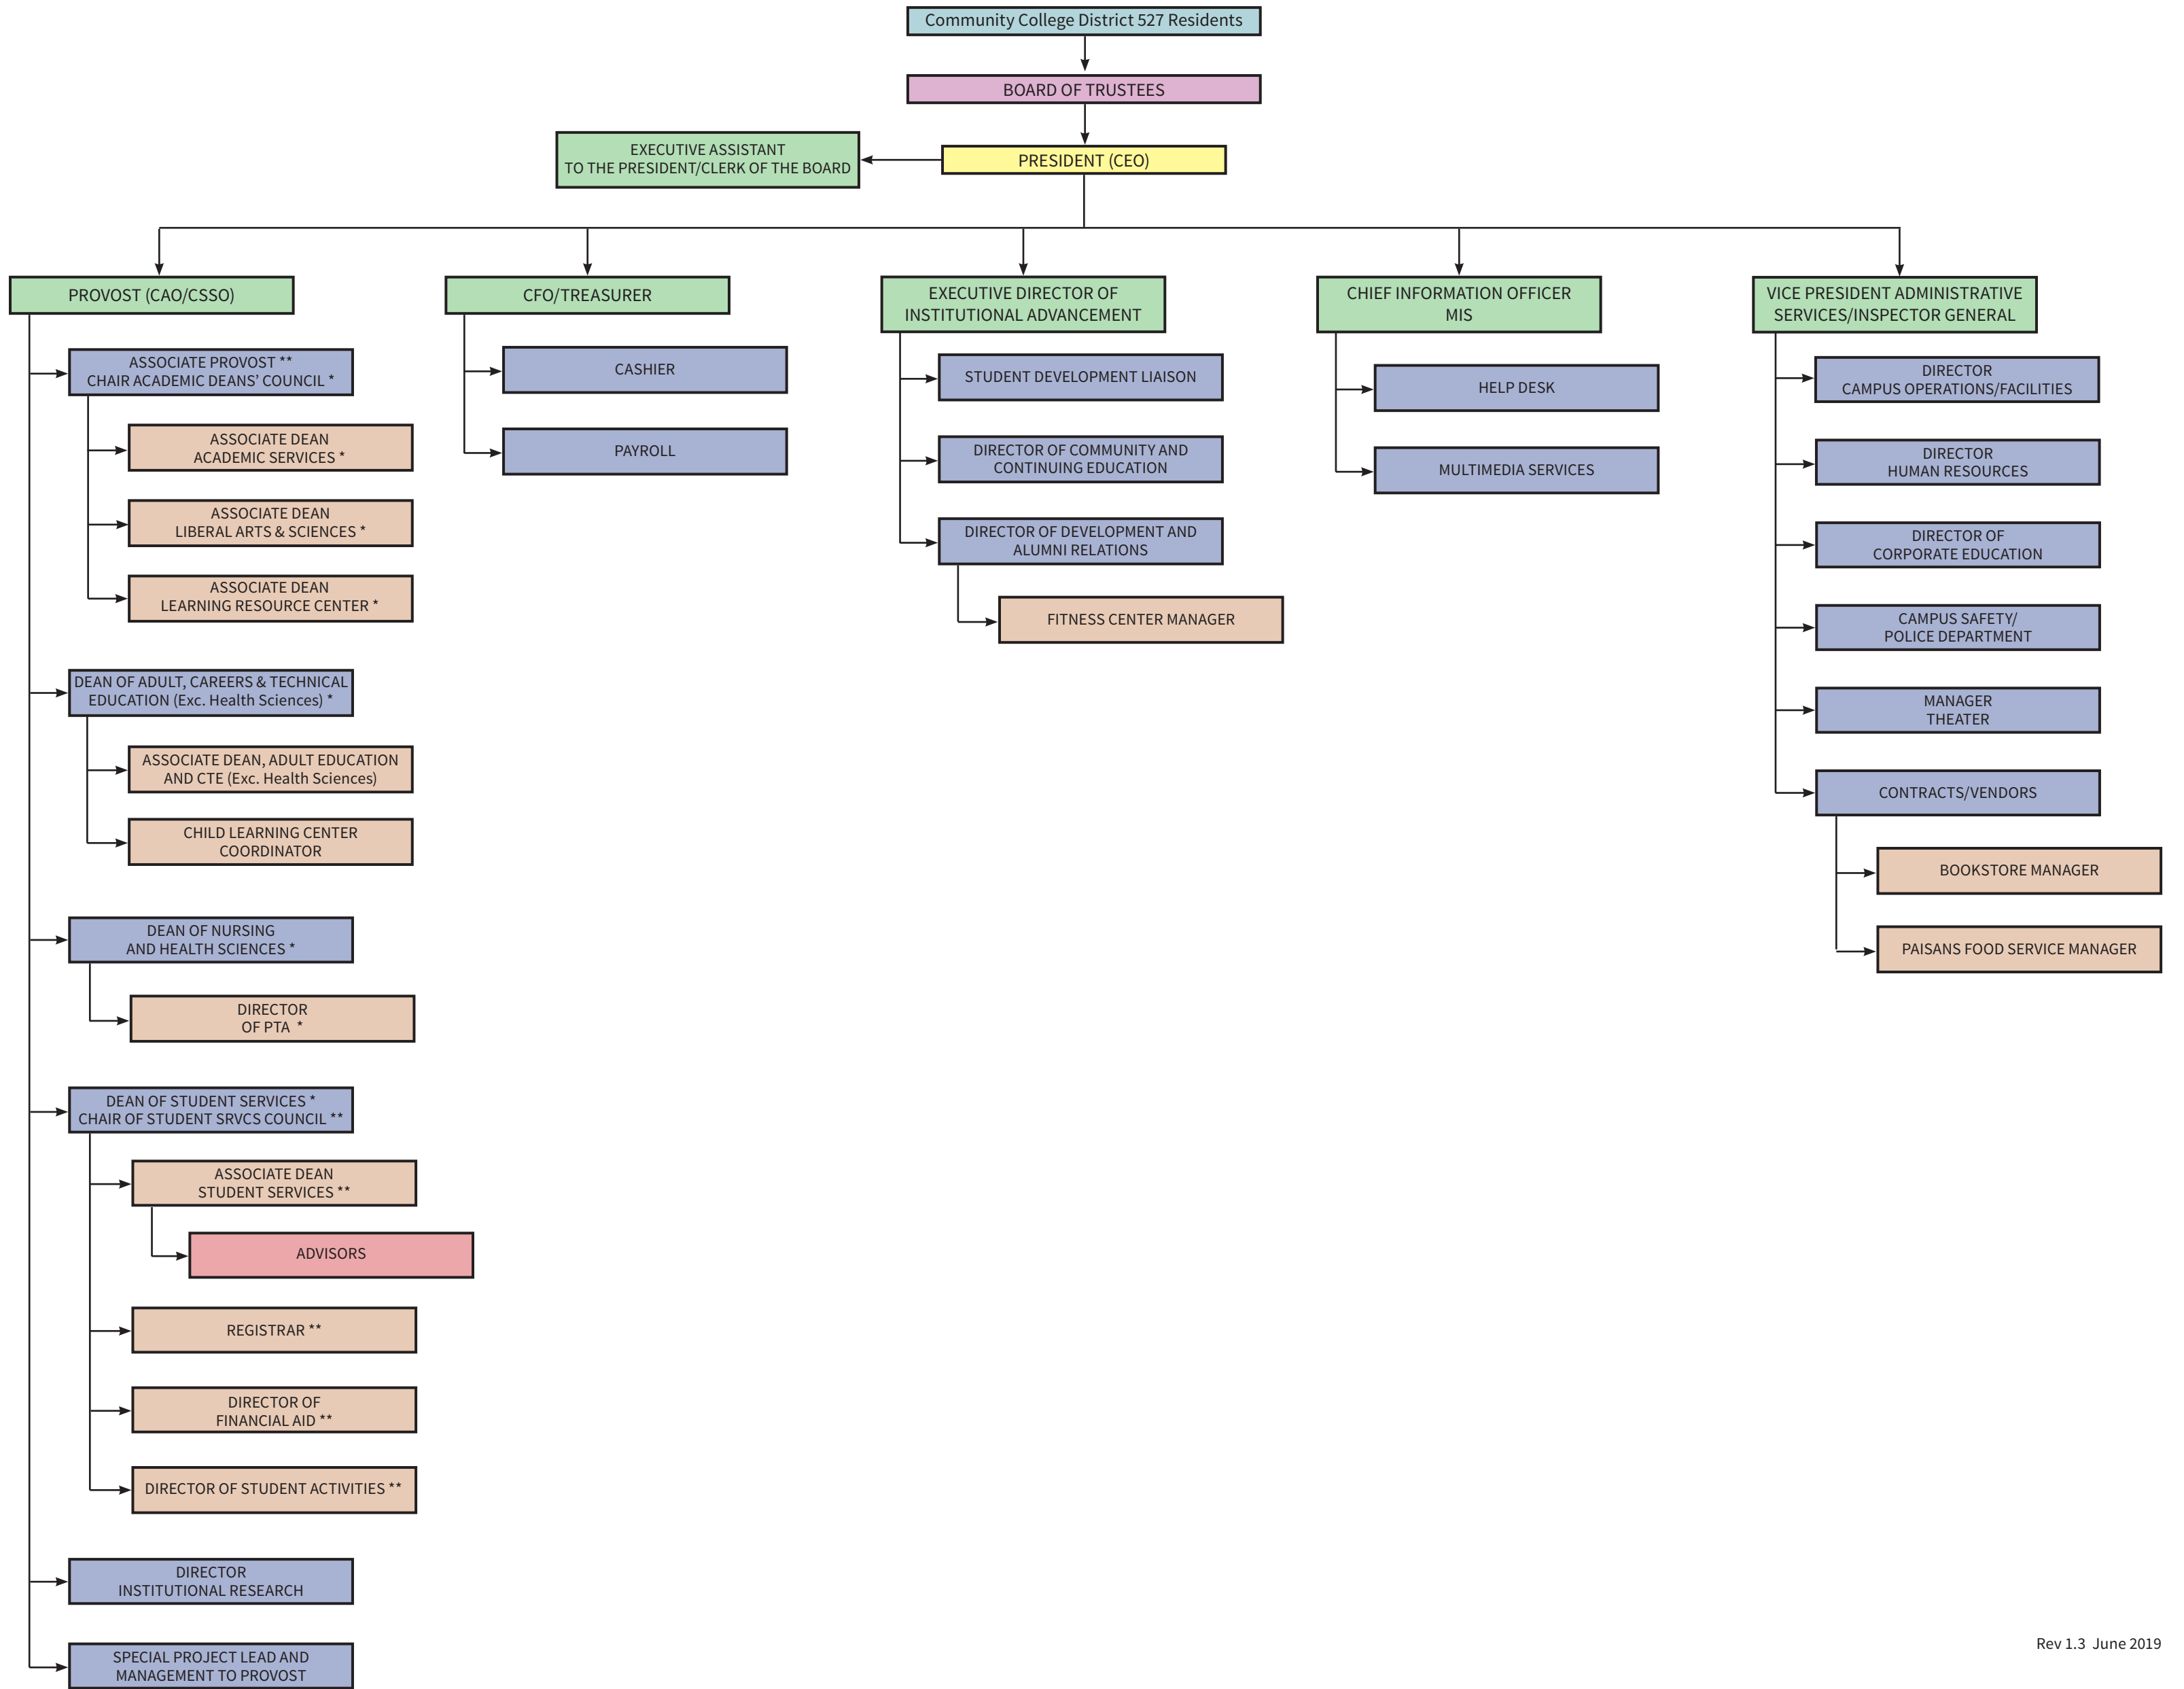 Community College District 527 Residents
BOARD OF TRUSTEES
EXECUTIVE ASSISTANT
TO THE PRESIDENT/CLERK OF THE BOARD
PRESIDENT (CEO)
PROVOST (CAO/CSSO)
ASSOCIATE PROVOST **
CHAIR ACADEMIC DEANS’ COUNCIL *
ASSOCIATE DEAN
ACADEMIC SERVICES *
ASSOCIATE DEAN
LIBERAL ARTS & SCIENCES *
ASSOCIATE DEAN
LEARNING RESOURCE CENTER *
DEAN OF ADULT, CAREERS & TECHNICAL
EDUCATION (Exc. Health Sciences) *
ASSOCIATE DEAN, ADULT EDUCATION
AND CTE (Exc. Health Sciences)
CHILD LEARNING CENTER
COORDINATOR
DEAN OF NURSING
AND HEALTH SCIENCES *
DIRECTOR
OF PTA *
DEAN OF STUDENT SERVICES *
CHAIR OF STUDENT SRVCS COUNCIL **
ASSOCIATE DEAN
STUDENT SERVICES **
ADVISORS
REGISTRAR **
DIRECTOR OF
FINANCIAL AID **
DIRECTOR OF STUDENT ACTIVITIES **
DIRECTOR
INSTITUTIONAL RESEARCH
SPECIAL PROJECT LEAD AND
MANAGEMENT TO PROVOST
CFO/TREASURER
CASHIER
PAYROLL
EXECUTIVE DIRECTOR OF
INSTITUTIONAL ADVANCEMENT
STUDENT DEVELOPMENT LIAISON
DIRECTOR OF COMMUNITY AND
CONTINUING EDUCATION
DIRECTOR OF DEVELOPMENT AND
ALUMNI RELATIONS
FITNESS CENTER MANAGER
CHIEF INFORMATION OFFICER
MIS
HELP DESK
MULTIMEDIA SERVICES
VICE PRESIDENT ADMINISTRATIVE
SERVICES/INSPECTOR GENERAL
DIRECTOR
CAMPUS OPERATIONS/FACILITIES
DIRECTOR
HUMAN RESOURCES
DIRECTOR OF
CORPORATE EDUCATION
CAMPUS SAFETY/
POLICE DEPARTMENT
MANAGER
THEATER
CONTRACTS/VENDORS
BOOKSTORE MANAGER
PAISANS FOOD SERVICE MANAGER
Rev 1.3 June 2019